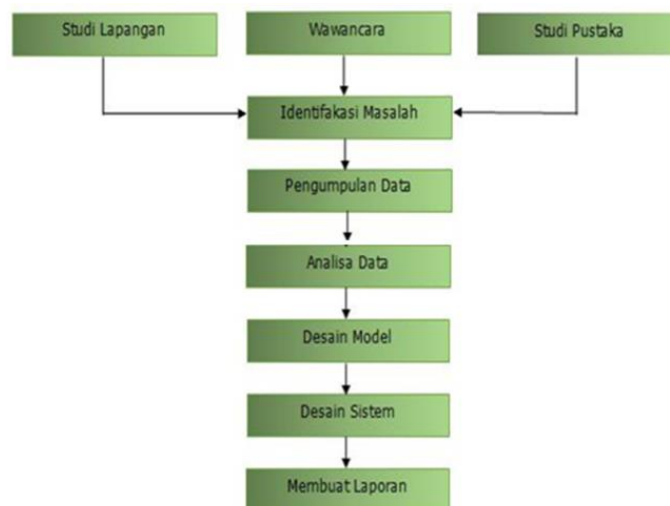 Studi Lapangan
Wawancara
Studi Pustaka
Identifakasi Masalah
Pengumpulan Data
Analisa Data
Desain Model
Desain Sistem
Membuat Laporan